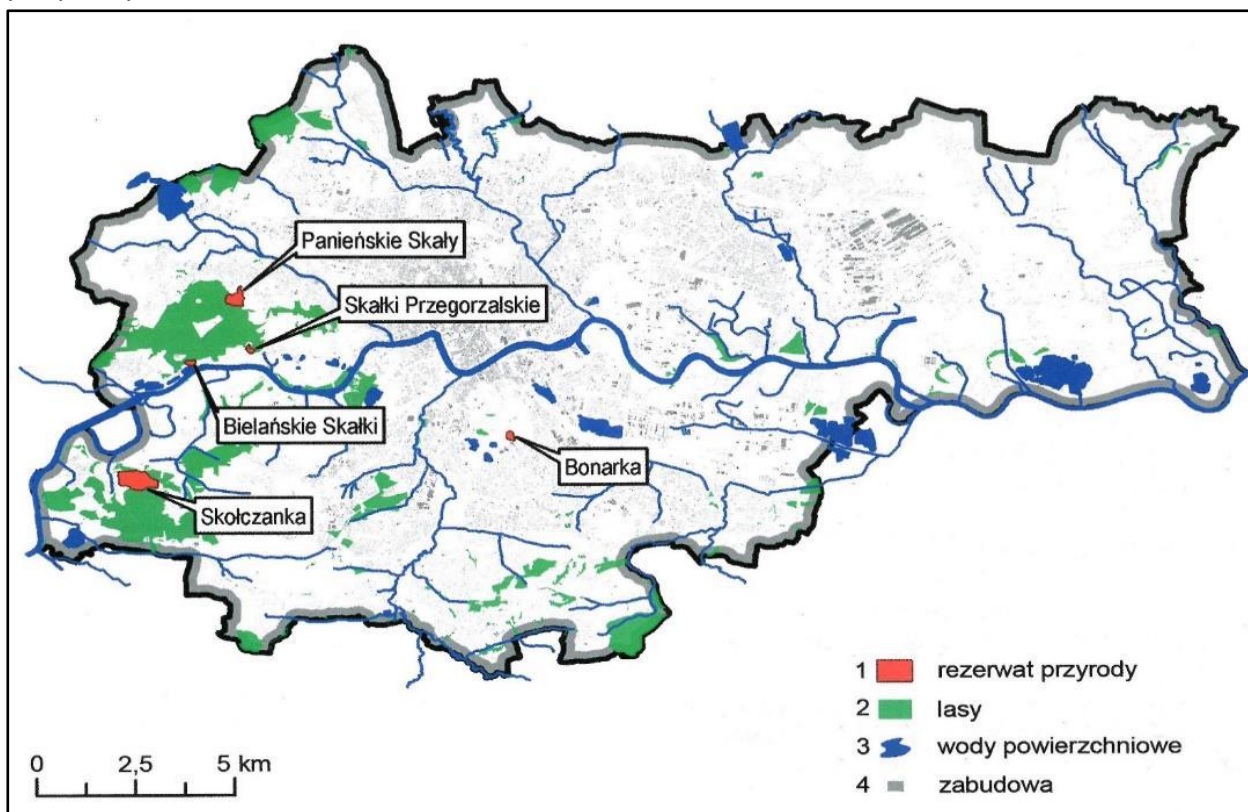 Panieńskie Skały
Skałki Przegorzalskie
Bielańskie Skałki
Bonarka
Skołczanka
1 rezerwat przyrody
2 lasy
3 wody powierzchniowe
4 zabudowa
0 2,5 5 km